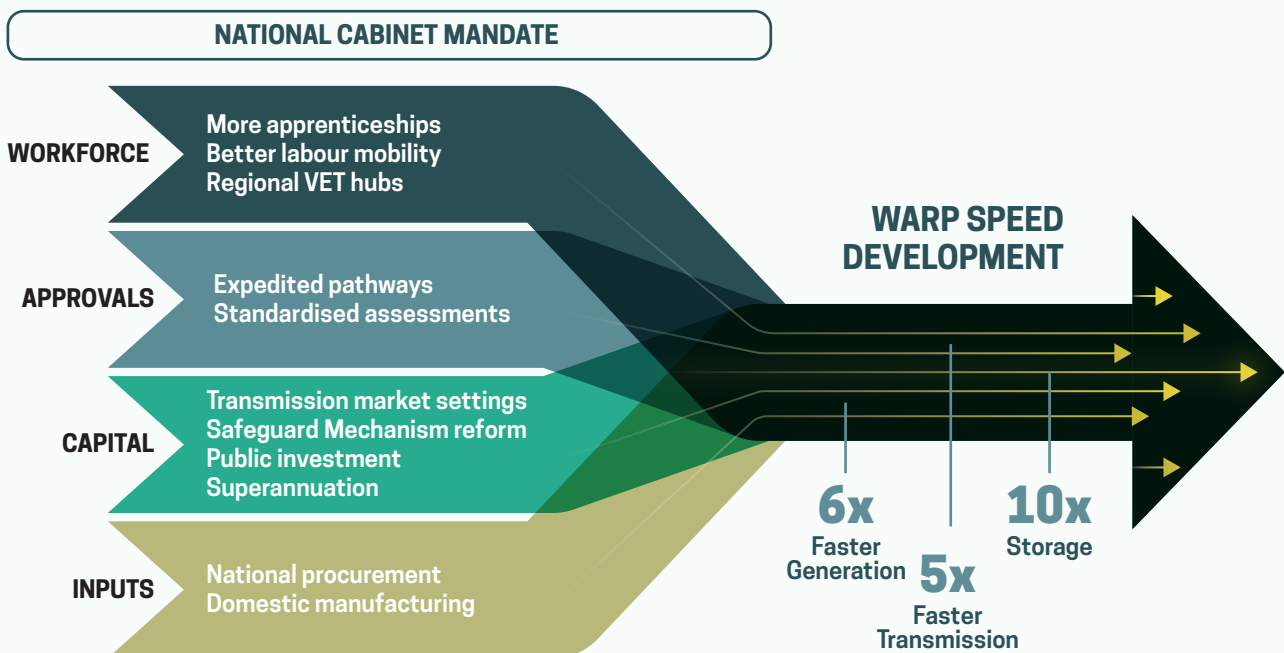 NATIONAL CABINET MANDATE
WORKFORCE
More apprenticeships
Better labour mobility
Regional VET hubs
APPROVALS
Expedited pathways
Standardised assessments
CAPITAL
Transmission market settings
Safeguard Mechanism reform
Public investment
Superannuation
INPUTS
National procurement
Domestic manufacturing
WARP SPEED
DEVELOPMENT
6x
Faster
Generation
5x
Faster
Transmission
10x
Storage